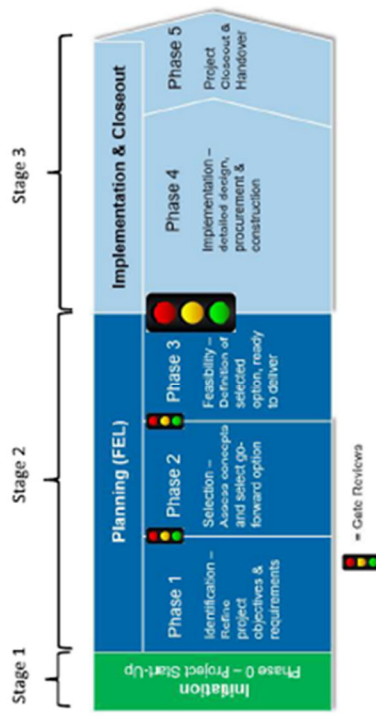 Stage 1
Stage 2
Stage 3
Initiation
Phase 0 – Project Start-Up
Planning (FEL)
Implementation & Closeout
Phase 1
Identification –
Refine
project
objectives &
requirements
Phase 2
Selection –
Assess concepts
and select go-
forward option
Phase 3
Feasibility –
Definition of
selected
option, ready
to deliver
Phase 4
Implementation –
detailed design,
procurement &
construction
Phase 5
Project
Closeout &
Handover
= Gate Reviews